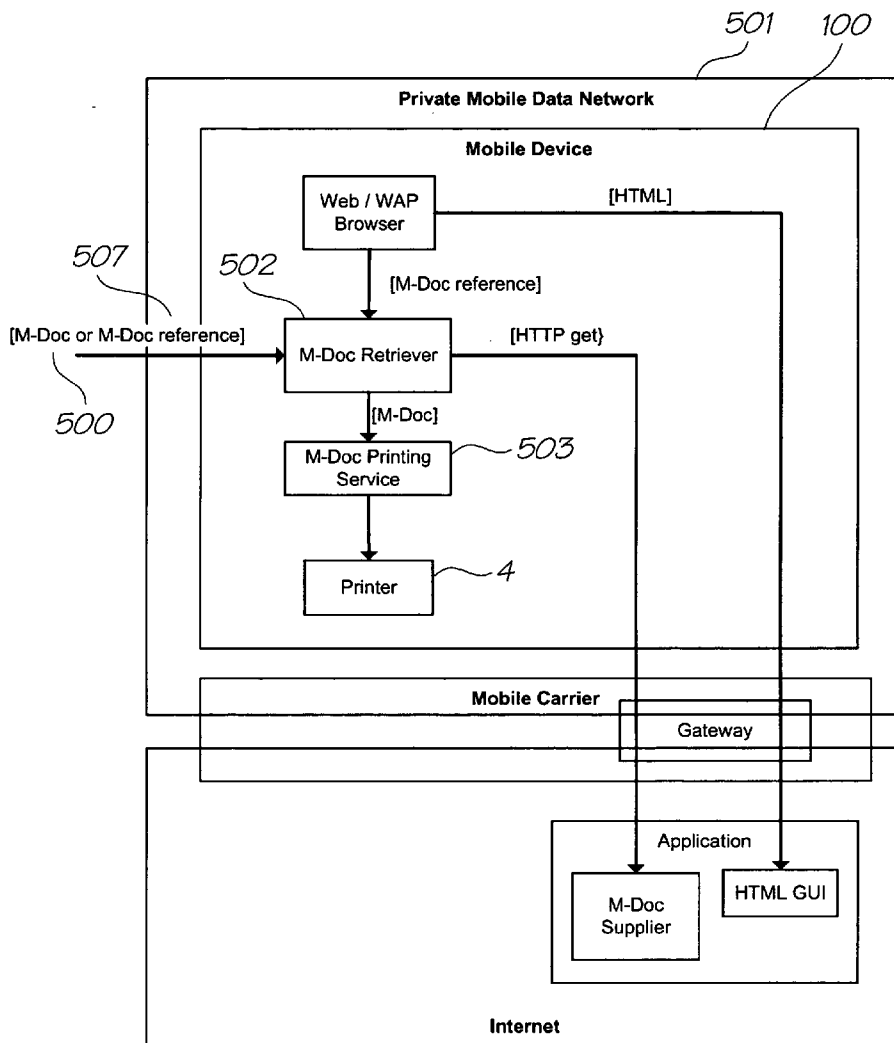 501
100
Private Mobile Data Network
Mobile Device
Web / WAP
Browser
[HTML]
507
502
[M-Doc reference]
[M-Doc or M-Doc reference]
M-Doc Retriever
[HTTP get}
500
[M-Doc]
M-Doc Printing
Service
503
Printer
4
Mobile Carrier
Gateway
Application
M-Doc
Supplier
HTML GUI
Internet